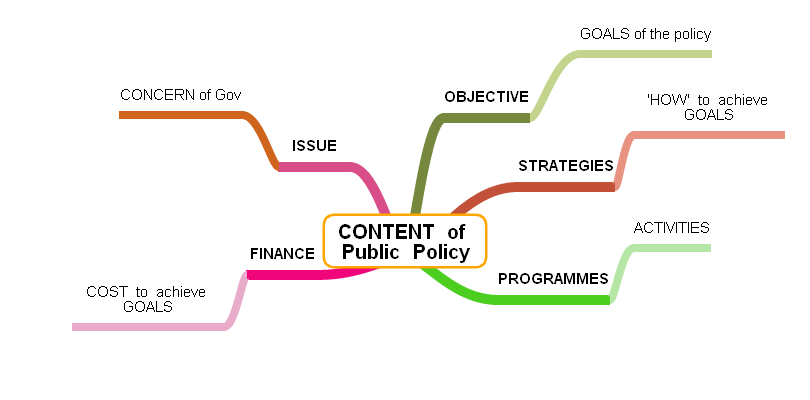 CONTENT of
Public Policy
OBJECTIVE
GOALS of the policy
STRATEGIES
'HOW' to achieve
GOALS
PROGRAMMES
ACTIVITIES
FINANCE
COST to achieve
GOALS
ISSUE
CONCERN of Gov